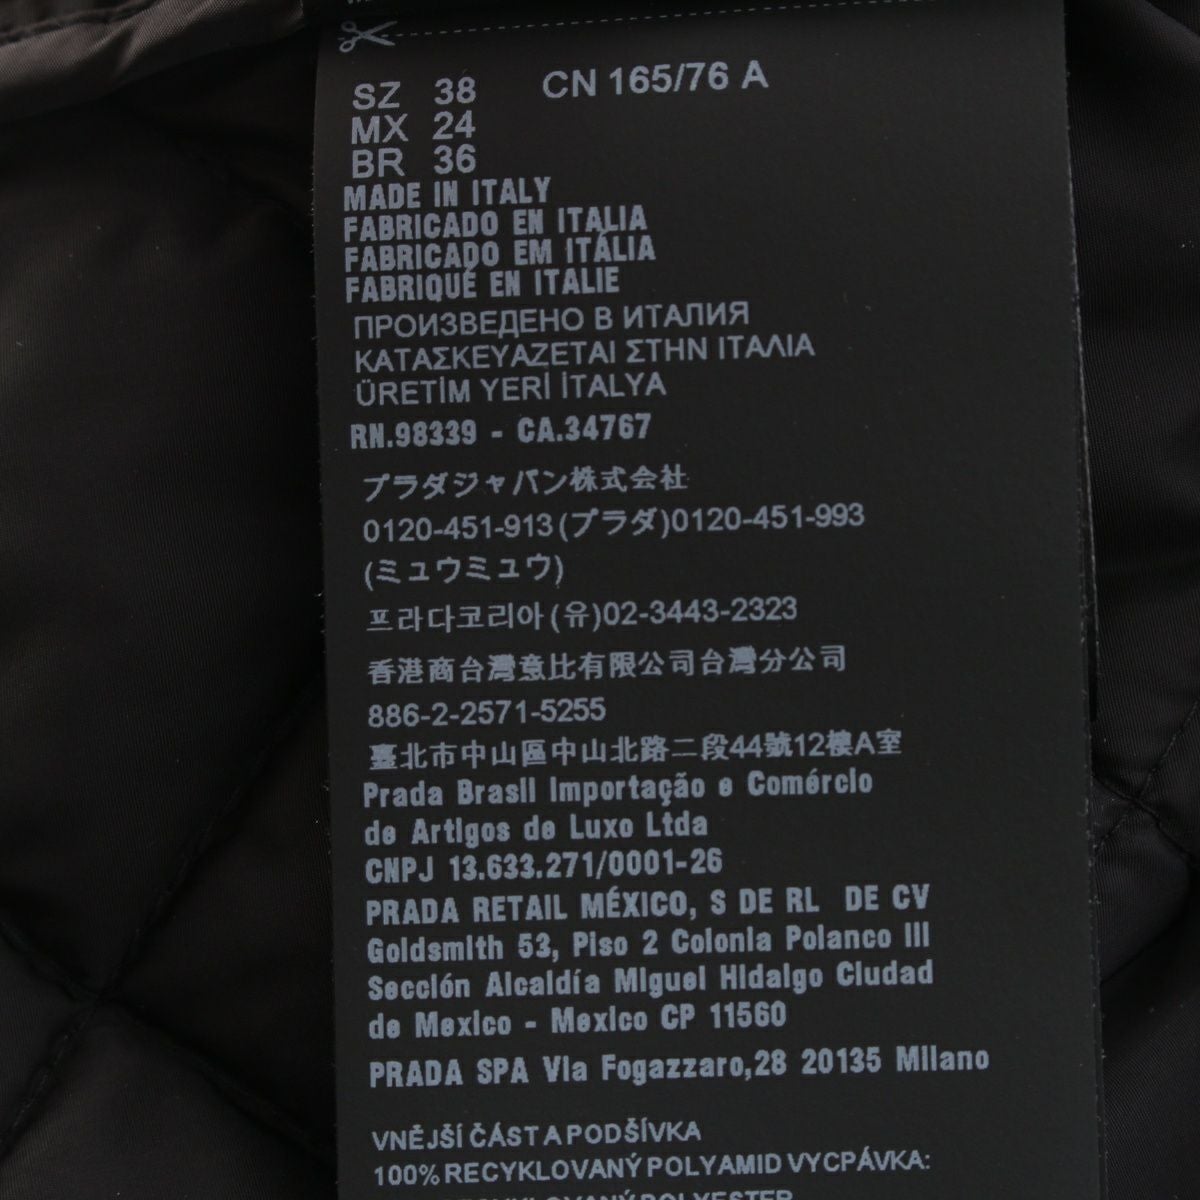 SZ 38 CN 165/76 A
MX 24
BR 36
MADE IN ITALY
FABRICADO EN ITALIA
FABRICADO EM ITÁLIA
FABRIQUÉ EN ITALIE
ПРОИЗВЕДЕНО В ИТАЛИЯ
ΚΑΤΑΣΚΕΥΑΖΕΤΑΙ ΣΤΗΝ ΙΤΑΛΙΑ
ÜRETİM YERİ İTALYA
RN.98339 - CA.34767
プラダジャパン株式会社
0120-451-913(プラダ)0120-451-993
(ミュウミュウ)
프라다코리아(유)02-3443-2323
香港商台灣意比有限公司台灣分公司
886-2-2571-5255
臺北市中山區中山北路二段44號12樓A室
Prada Brasil Importação e Comércio
de Artigos de Luxo Ltda
CNPJ 13.633.271/0001-26
PRADA RETAIL MÉXICO, S DE RL DE CV
Goldsmith 53, Piso 2 Colonia Polanco III
Sección Alcaldía Miguel Hidalgo Ciudad
de Mexico - Mexico CP 11560
PRADA SPA Via Fogazzaro,28 20135 Milano
VNĚJŠÍ ČÁST A PODŠÍVKA
100% RECYKLOVANÝ POLYAMID VYCPÁVKA: